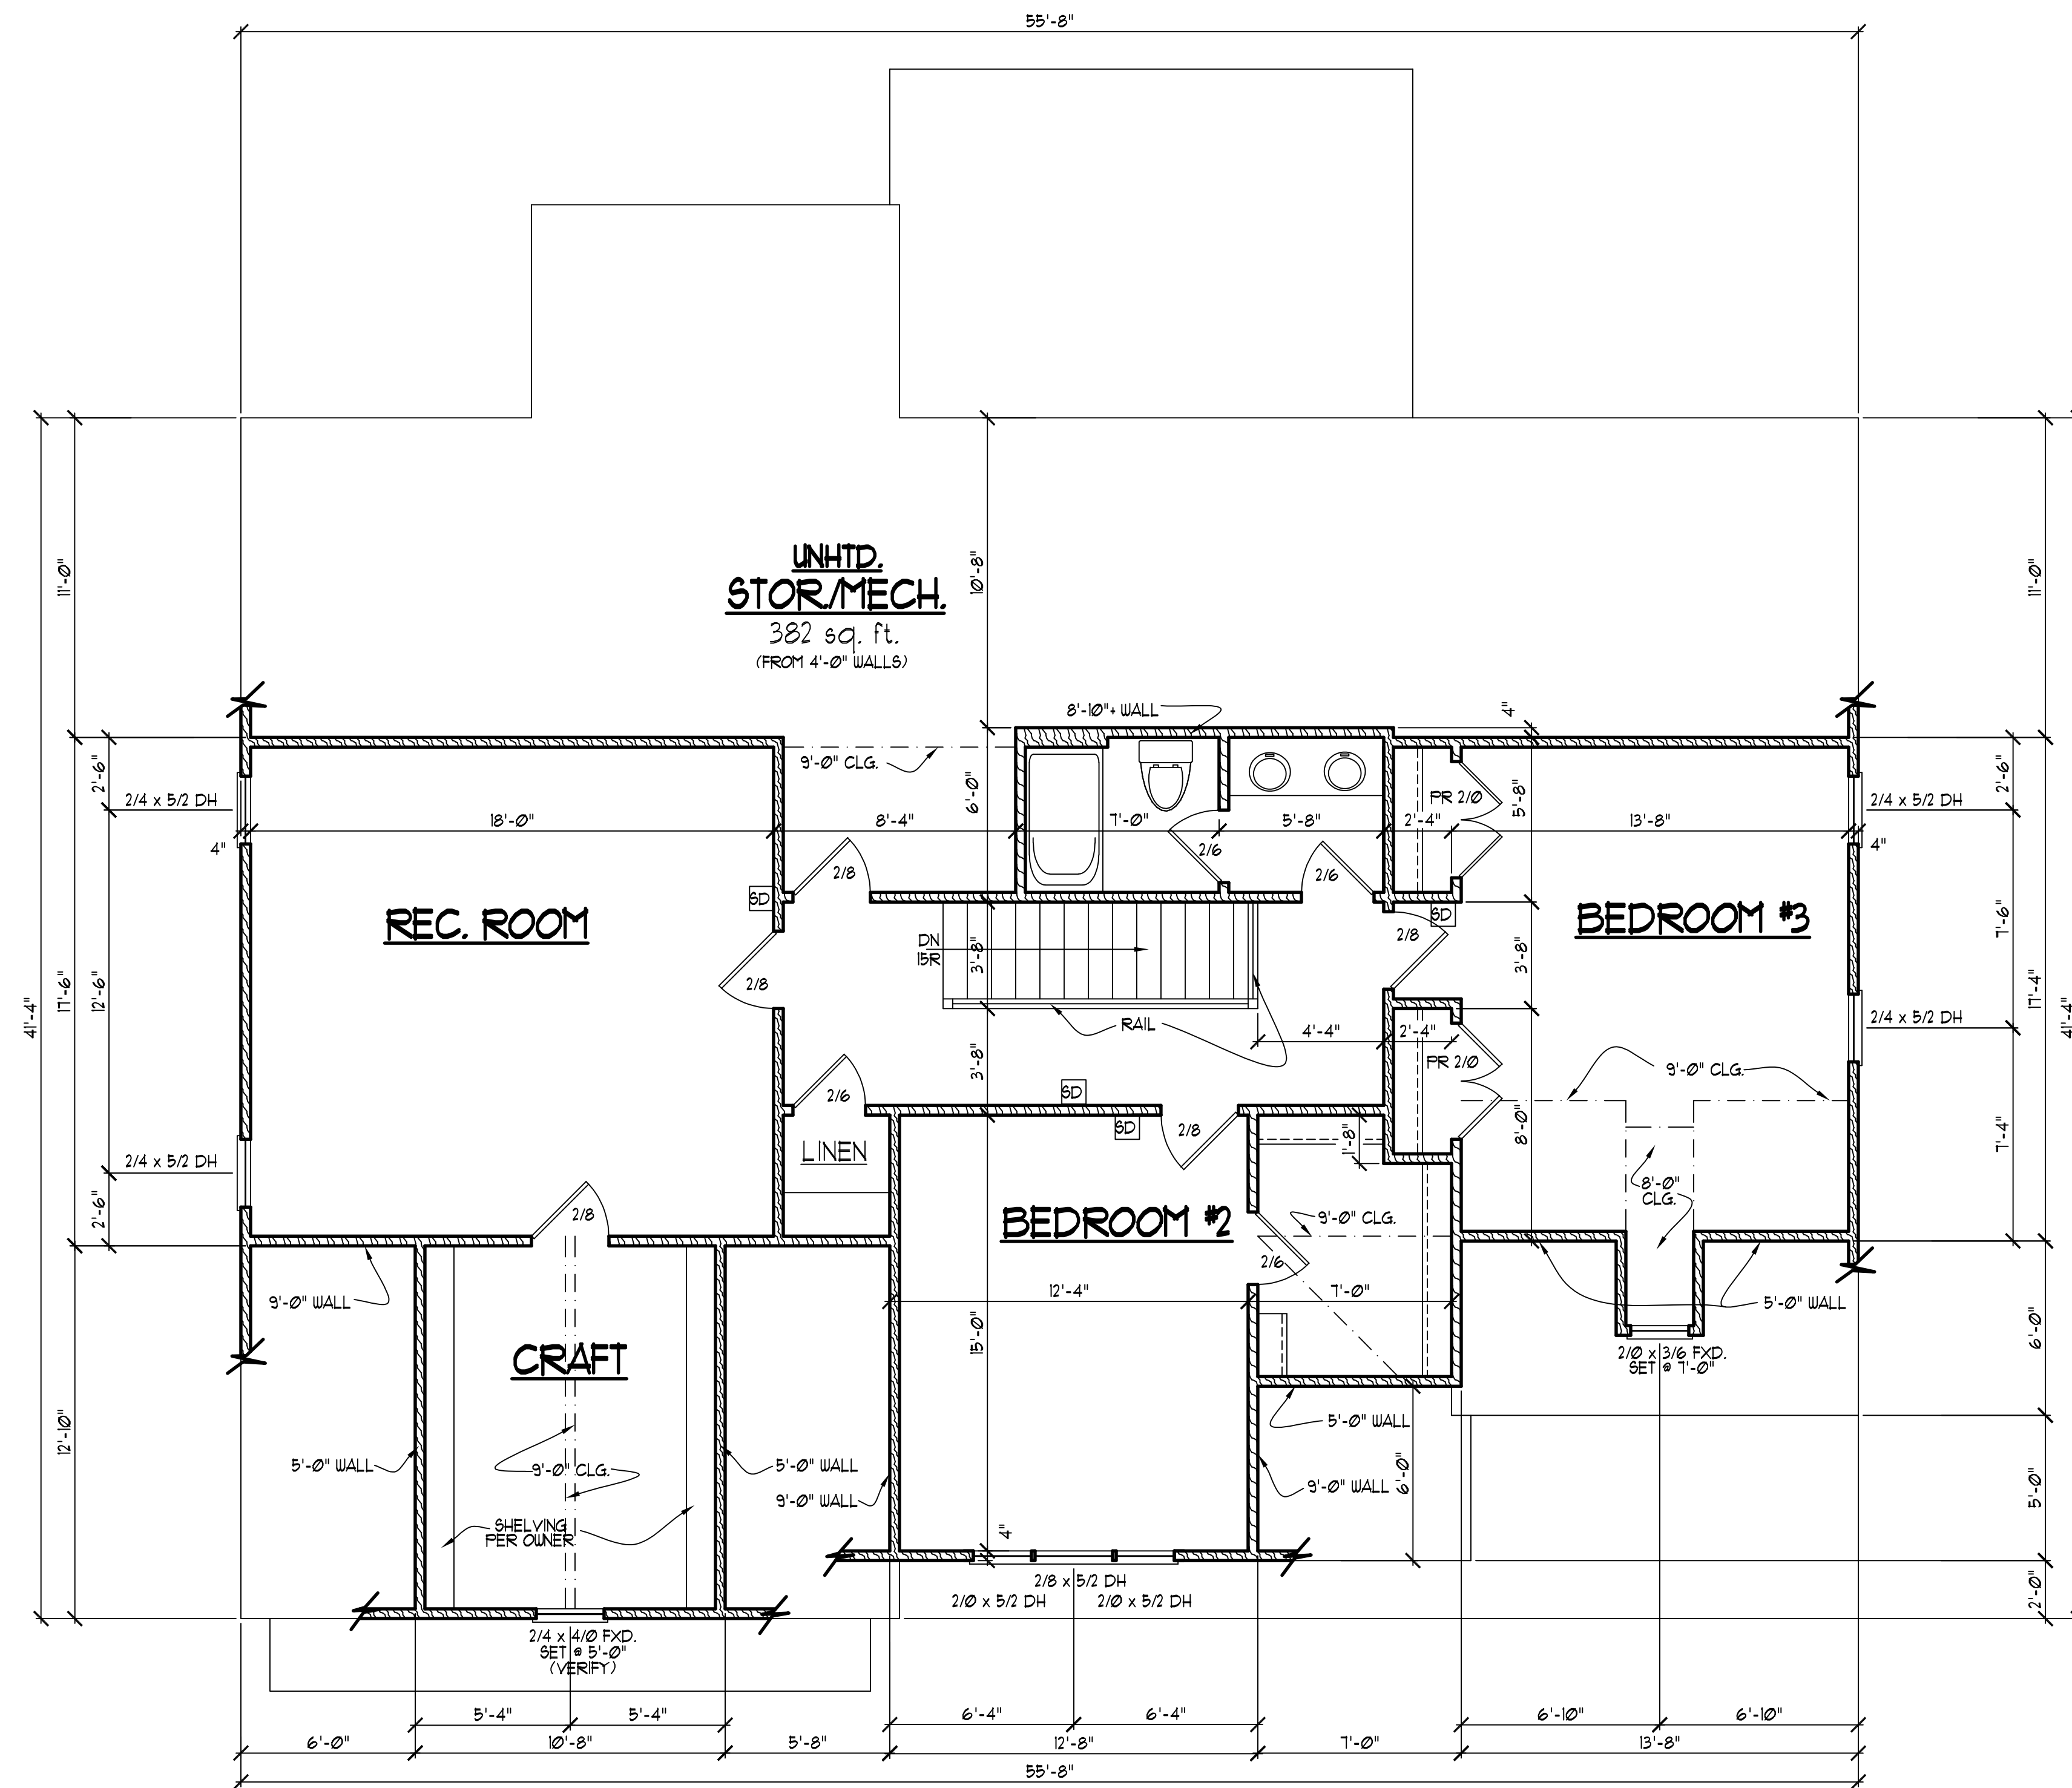 55'-8"
UNHTD.
STOR./MECH.
382 sq. ft.
(FROM 4'-0" WALLS)
11'-0"
10'-8"
11'-0"
8'-10"+ WALL
4"
9'-0" CLG.
2'-6"
2/4 x 5/2 DH
6'-0"
PR 2/0
5'-8"
2/4 x 5/2 DH
2'-6"
18'-0"
8'-4"
7'-0"
5'-8"
2'-4"
13'-8"
4"
4"
2/6
2/8
2/6
SD
SD
REC. ROOM
BEDROOM #3
2/8
DN
15R
3'-8"
3'-8"
7'-6"
2/8
41'-4"
17'-6"
12'-6"
17'-4"
41'-4"
RAIL
4'-4"
2'-4"
2/4 x 5/2 DH
3'-8"
PR 2/0
9'-0" CLG.
2/6
SD
SD
2/8
1'-8"
8'-0"
7'-4"
LINEN
2/4 x 5/2 DH
8'-0"
CLG.
2'-6"
2/8
BEDROOM #2
9'-0" CLG.
2/6
9'-0" WALL
12'-4"
7'-0"
5'-0" WALL
15'-0"
6'-0"
CRAFT
2/0 x 3/6 FXD.
SET @ 7'-0"
12'-10"
5'-0" WALL
5'-0" WALL
9'-0" CLG.
5'-0" WALL
9'-0" WALL
9'-0" WALL
6'-0"
5'-0"
SHELVING
PER OWNER
4"
2/8 x 5/2 DH
2/0 x 5/2 DH
2/0 x 5/2 DH
2'-0"
2/4 x 4/0 FXD.
SET @ 5'-0"
(VERIFY)
5'-4"
5'-4"
6'-4"
6'-4"
6'-10"
6'-10"
6'-0"
10'-8"
5'-8"
12'-8"
7'-0"
13'-8"
55'-8"